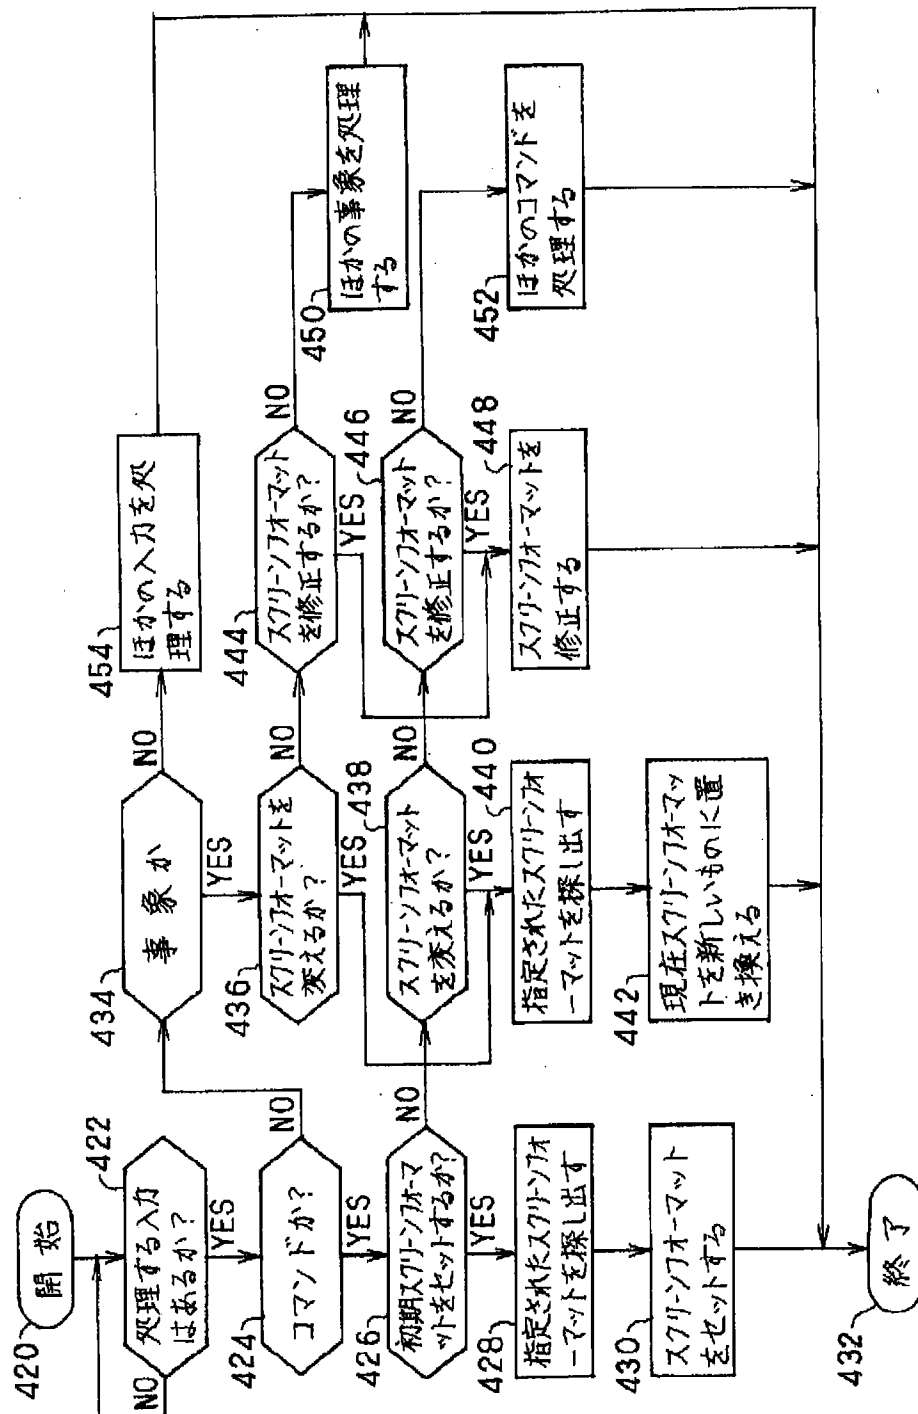 420
開始
422
処理する入力
はあるか?
NO
YES
424
コマンドか?
NO
YES
426
初期スクリーンフォーマ
ットをセットするか?
NO
YES
428
指定されたスクリーンフォ
ーマットを探し出す
430
スクリーンフォーマット
をセットする
432
終了
434
事象か
NO
YES
436
スクリーンフォーマットを
変えるか?
NO
YES
438
スクリーンフォーマット
を変えるか?
NO
YES
440
指定されたスクリーンフォ
ーマットを探し出す
442
現在スクリーンフォーマッ
トを新しいものに置
き換える
454
ほかの入力を処
理する
444
スクリーンフォーマット
を修正するか?
NO
YES
446
スクリーンフォーマット
を修正するか?
NO
YES
448
スクリーンフォーマットを
修正する
450
ほかの事象を処理
する
452
ほかのコマンドを
処理する